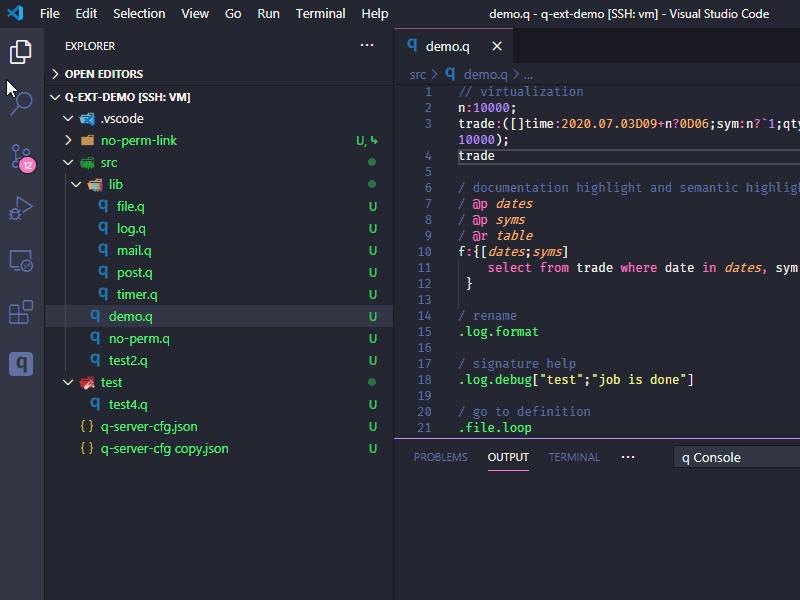 File Edit Selection View Go Run Terminal Help demo.q - q-ext-demo [SSH: vm] - Visual Studio Code
EXPLORER ...
OPEN EDITORS
Q-EXT-DEMO [SSH: VM]
.vscode
no-perm-link U,
src
lib
file.q U
log.q U
mail.q U
post.q U
timer.q U
demo.q U
no-perm.q U
test2.q U
test
test4.q U
{} q-server-cfg.json U
{} q-server-cfg copy.json U
12
q
q demo.q
src > q demo.q > ...
1 // virtualization
2 n:10000;
3 trade:([]time:2020.07.03D09+n?0D06;sym:n?`1;qty
10000);
4 trade
5
6 / documentation highlight and semantic highligh
7 / @p dates
8 / @p syms
9 / @r table
10 f:{[dates;syms]
11 select from trade where date in dates, sym
12 }
13
14 / rename
15 .log.format
16
17 / signature help
18 .log.debug["test";"job is done"]
19
20 / go to definition
21 .file.loop
PROBLEMS OUTPUT TERMINAL ... q Console